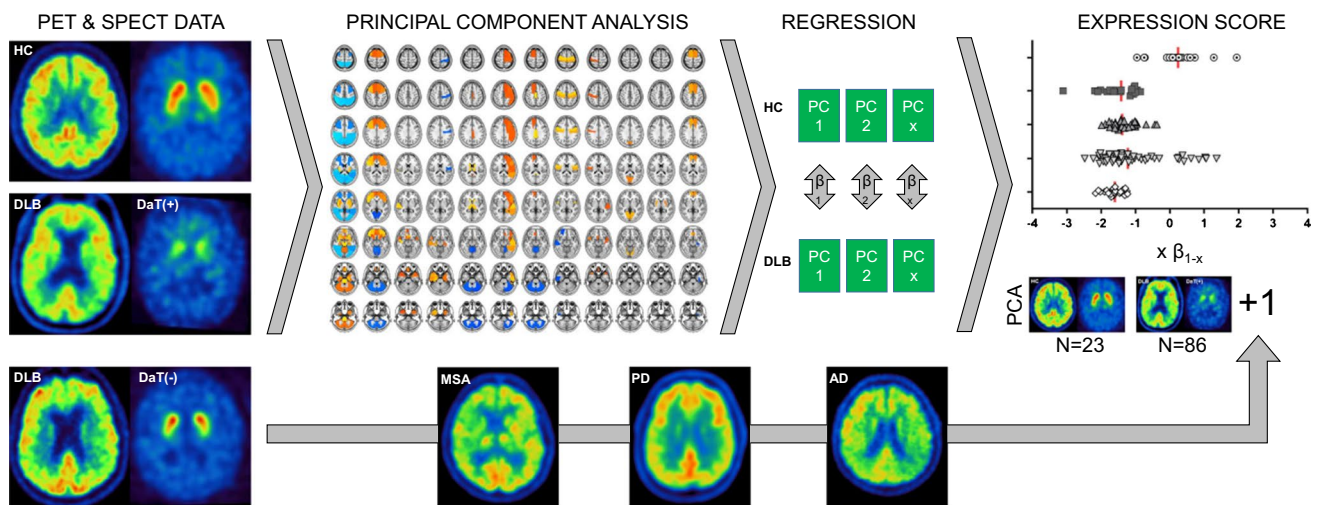 PET & SPECT DATA
PRINCIPAL COMPONENT ANALYSIS
REGRESSION
EXPRESSION SCORE
HC
DLB DaT(+)
DLB DaT(-)
HC
PC 1
PC 2
PC x
β 1
β 2
β x
DLB
PC 1
PC 2
PC x
-4 -3 -2 -1 0 1 2 3 4
x β1-x
PCA
HC
DLB DaT(+)
+1
N=23
N=86
MSA
PD
AD